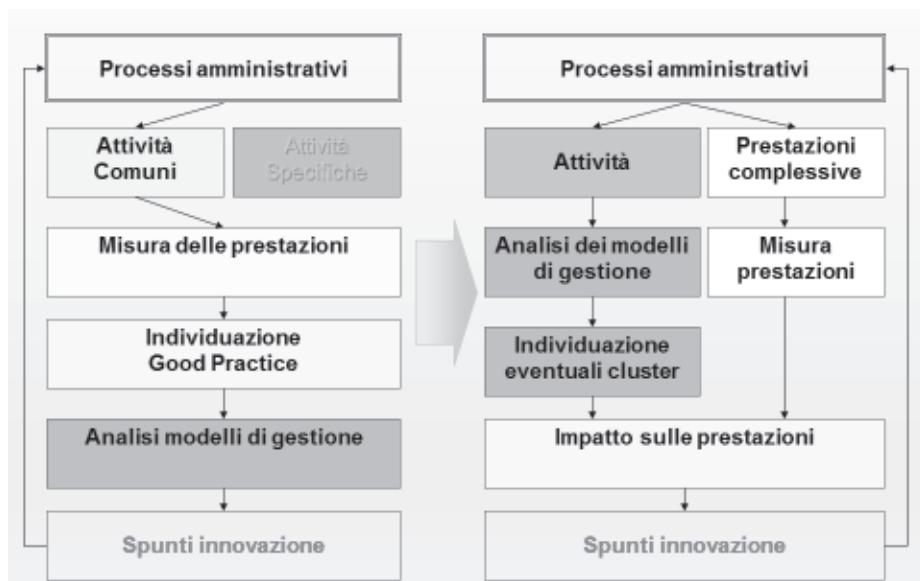 Processi amministrativi
Attività
Comuni
Attività
Specifiche
Misura delle prestazioni
Individuazione
Good Practice
Analisi modelli di gestione
Spunti innovazione
Processi amministrativi
Attività
Prestazioni
complessive
Analisi dei modelli
di gestione
Misura
prestazioni
Individuazione
eventuali cluster
Impatto sulle prestazioni
Spunti innovazione